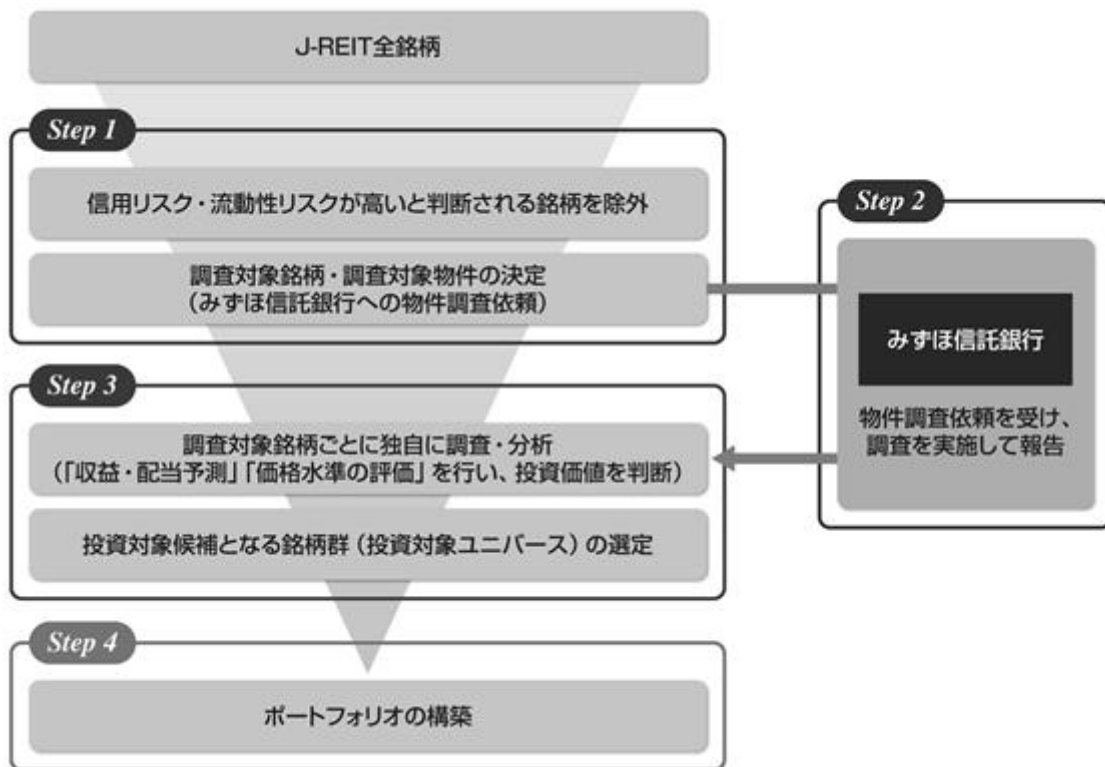 J-REIT全銘柄
Step 1
信用リスク・流動性リスクが高いと判断される銘柄を除外
調査対象銘柄・調査対象物件の決定
（みずほ信託銀行への物件調査依頼）
Step 2
みずほ信託銀行
物件調査依頼を受け、
調査を実施して報告
Step 3
調査対象銘柄ごとに独自に調査・分析
（「収益・配当予測」「価格水準の評価」を行い、投資価値を判断）
投資対象候補となる銘柄群（投資対象ユニバース）の選定
Step 4
ポートフォリオの構築